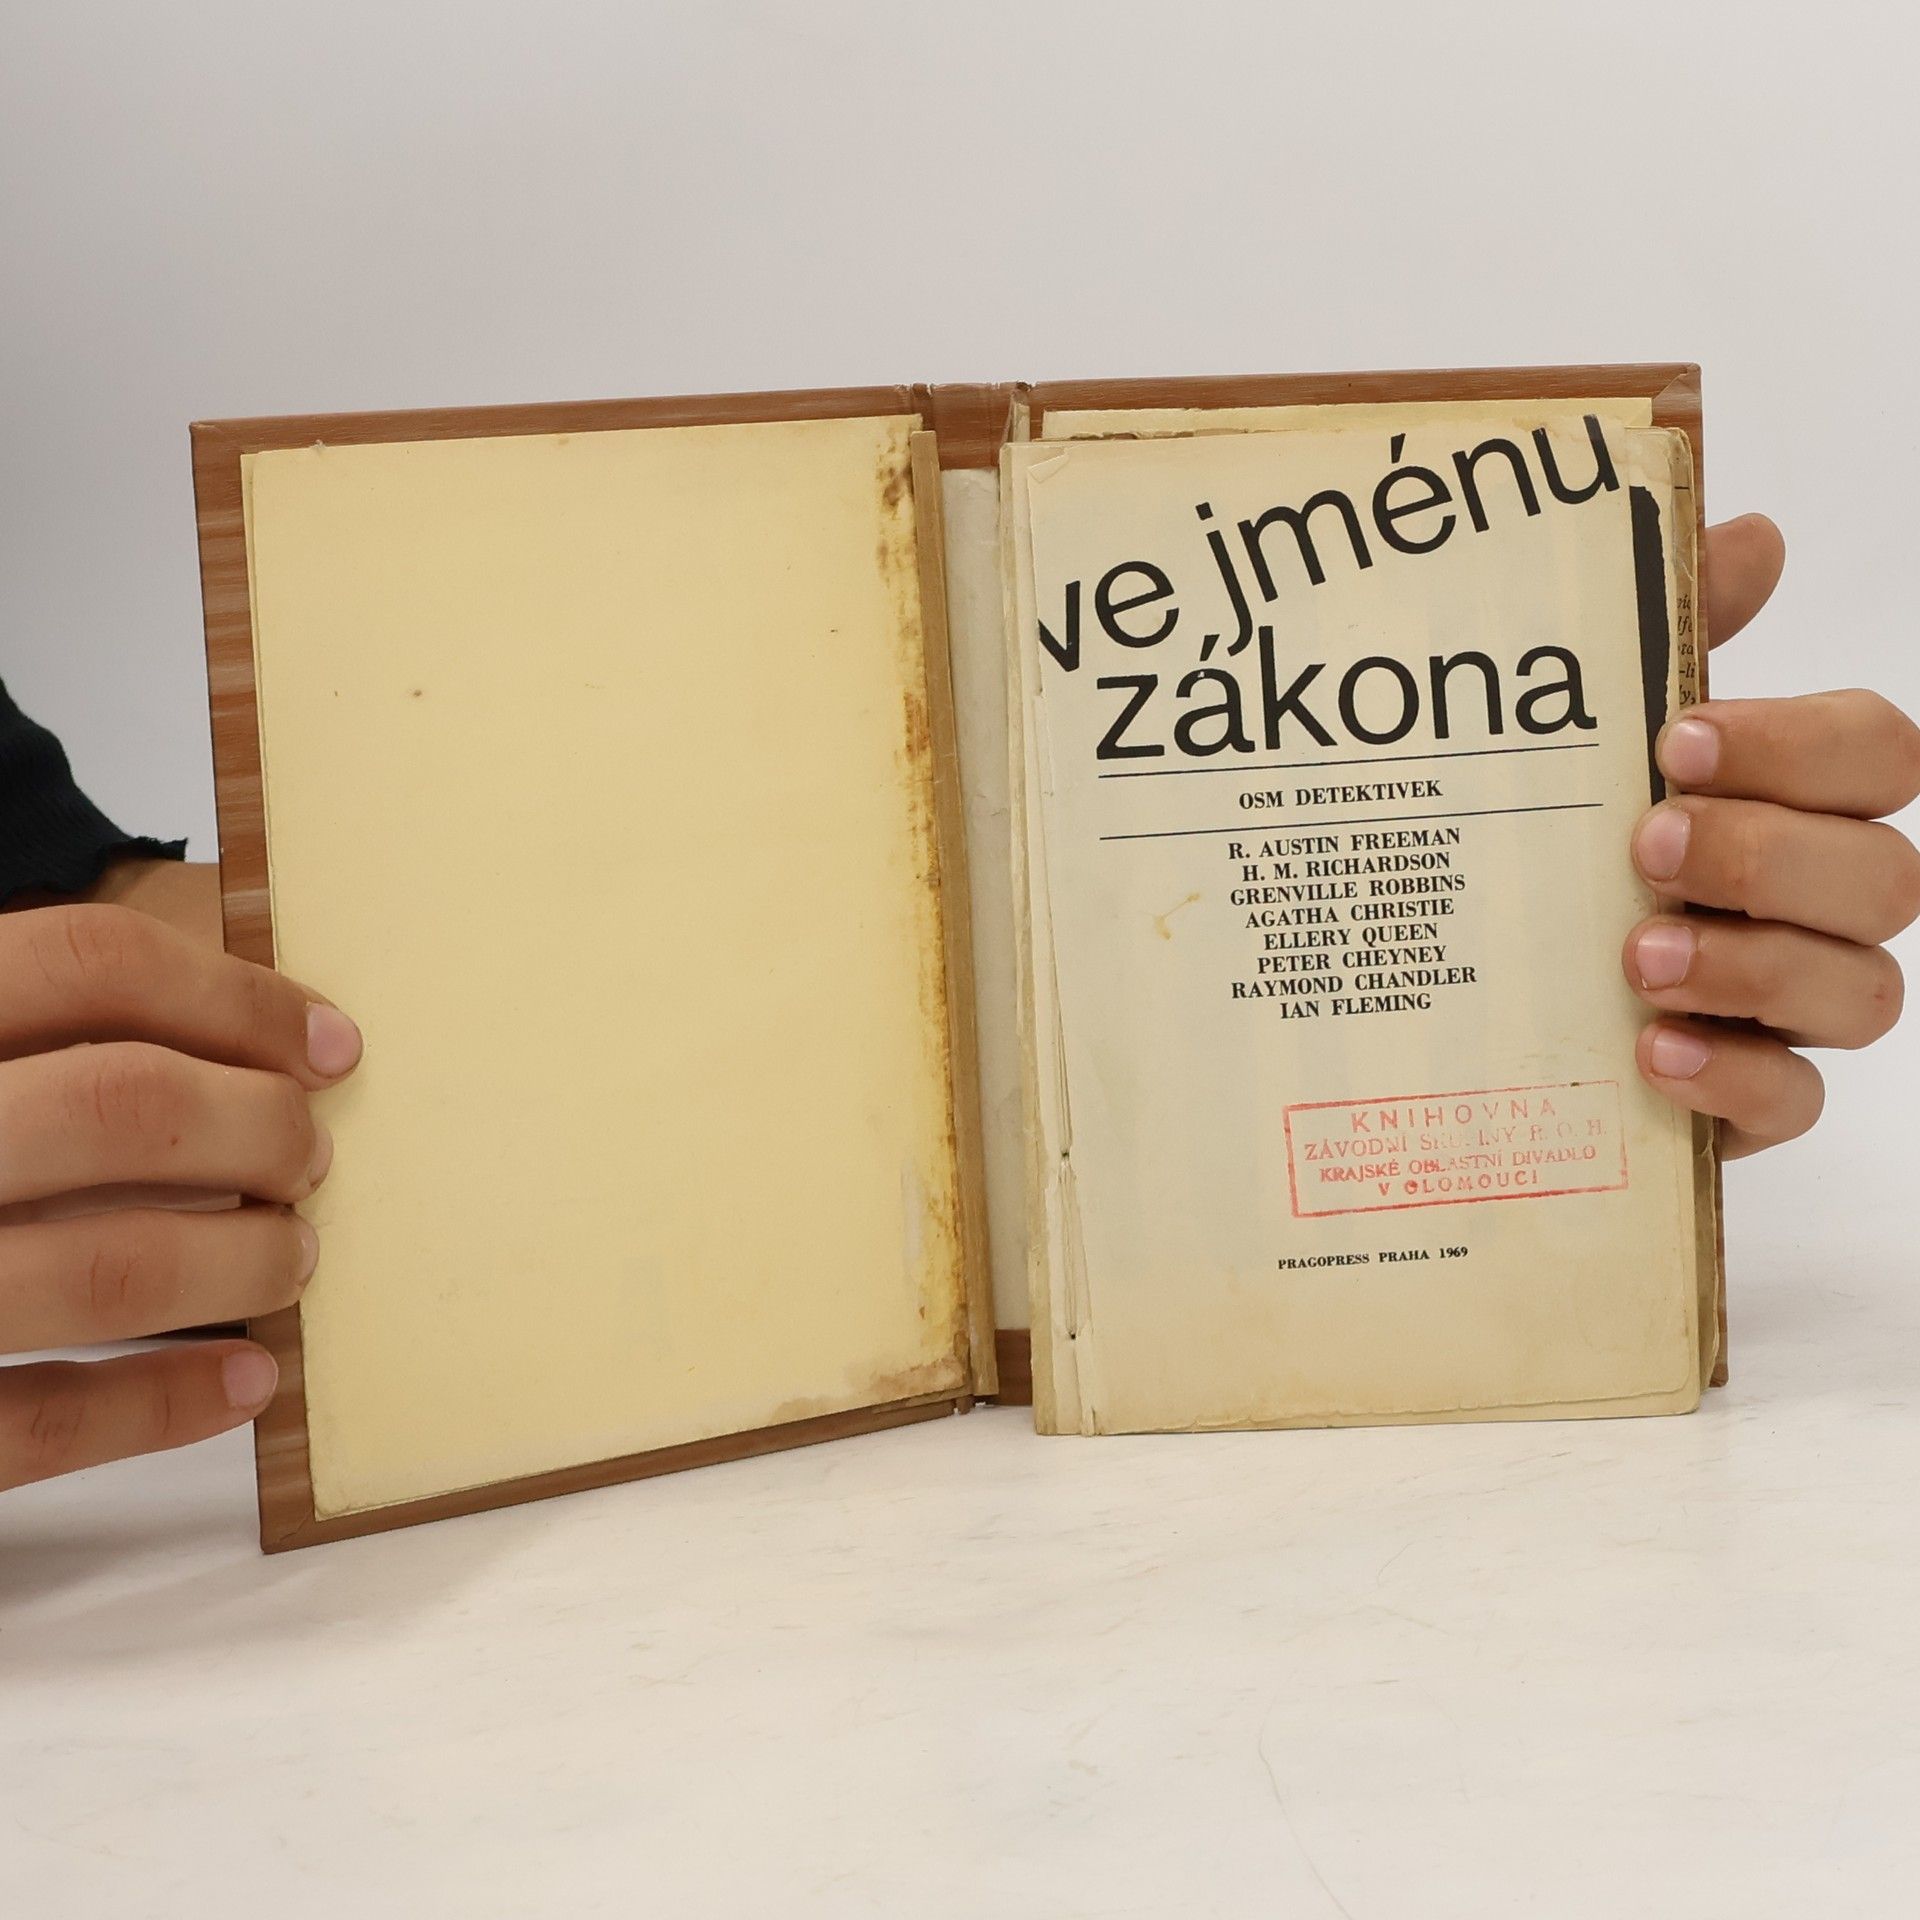 ve jménu
zákona
OSM DETEKTIVEK
R. AUSTIN FREEMAN
H. M. RICHARDSON
GRENVILLE ROBBINS
AGATHA CHRISTIE
ELLERY QUEEN
PETER CHEYNEY
RAYMOND CHANDLER
IAN FLEMING
KNIHOVNA
ZÁVODNÍ R. O. H.
KRAJSKÉ OBLASTNÍ DIVADLO
V OLOMOUCI
PRAGOPRESS PRAHA 1969